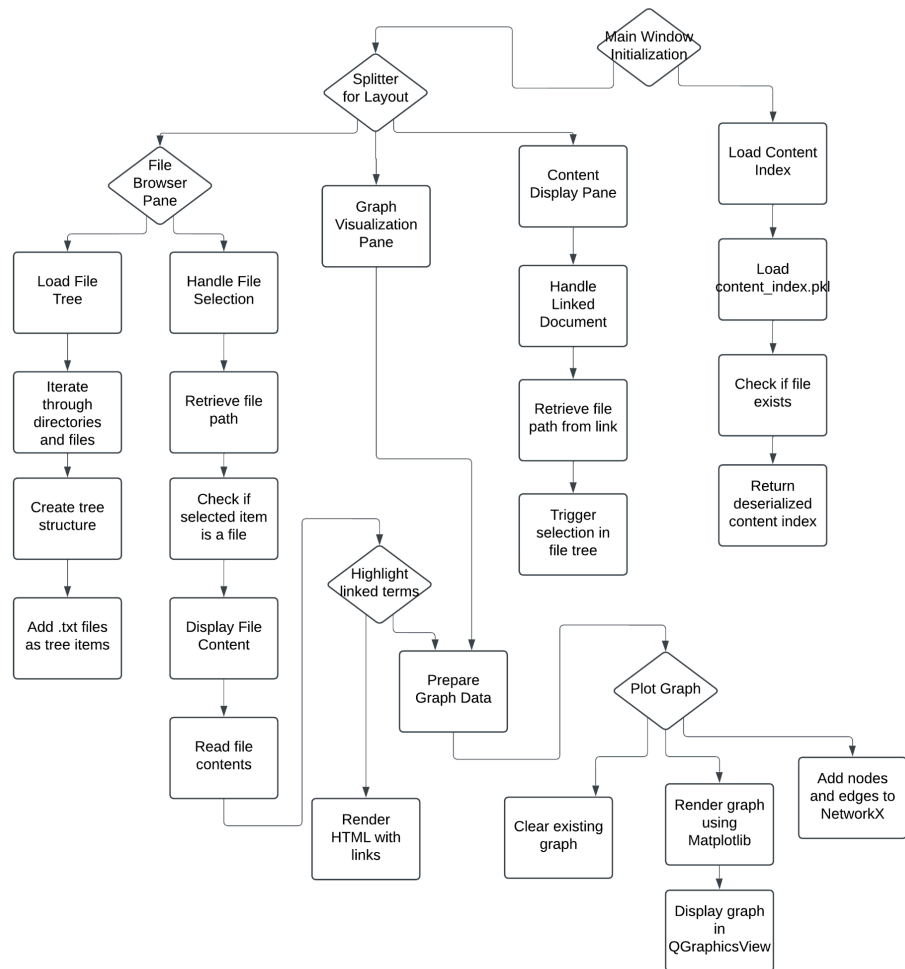 Main Window
Initialization
Splitter
for Layout
File
Browser
Pane
Graph
Visualization
Pane
Content
Display Pane
Load Content
Index
Load File
Tree
Handle File
Selection
Handle
Linked
Document
Load
content_index.pkl
Iterate
through
directories
and files
Retrieve file
path
Retrieve file
path from link
Check if file
exists
Create tree
structure
Check if
selected item
is a file
Trigger
selection in
file tree
Return
deserialized
content index
Highlight
linked terms
Add .txt files
as tree items
Display File
Content
Prepare
Graph Data
Plot Graph
Read file
contents
Render
HTML with
links
Clear existing
graph
Render graph
using
Matplotlib
Add nodes
and edges to
NetworkX
Display graph
in
QGraphicsView